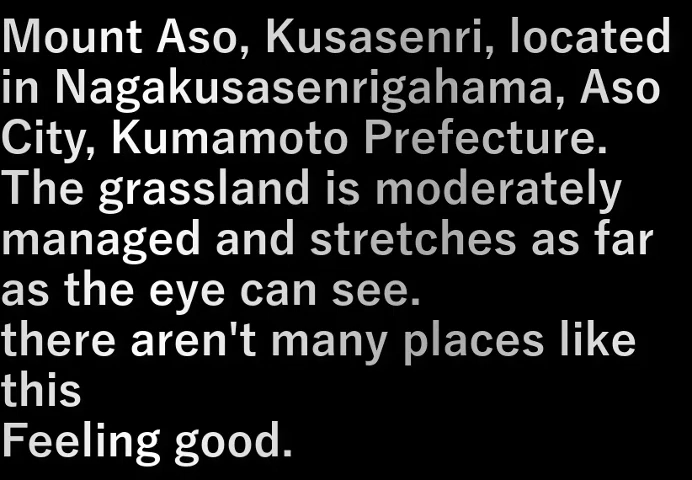 Mount Aso, Kusasenri, located
in Nagakusasenrigahama, Aso
City, Kumamoto Prefecture.
The grassland is moderately
managed and stretches as far
as the eye can see.
there aren't many places like
this
Feeling good.